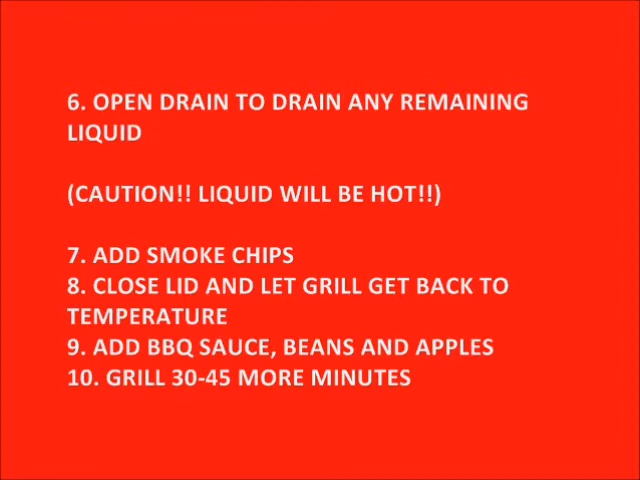 6. OPEN DRAIN TO DRAIN ANY REMAINING
LIQUID
(CAUTION!! LIQUID WILL BE HOT!!)
7. ADD SMOKE CHIPS
8. CLOSE LID AND LET GRILL GET BACK TO
TEMPERATURE
9. ADD BBQ SAUCE, BEANS AND APPLES
10. GRILL 30-45 MORE MINUTES